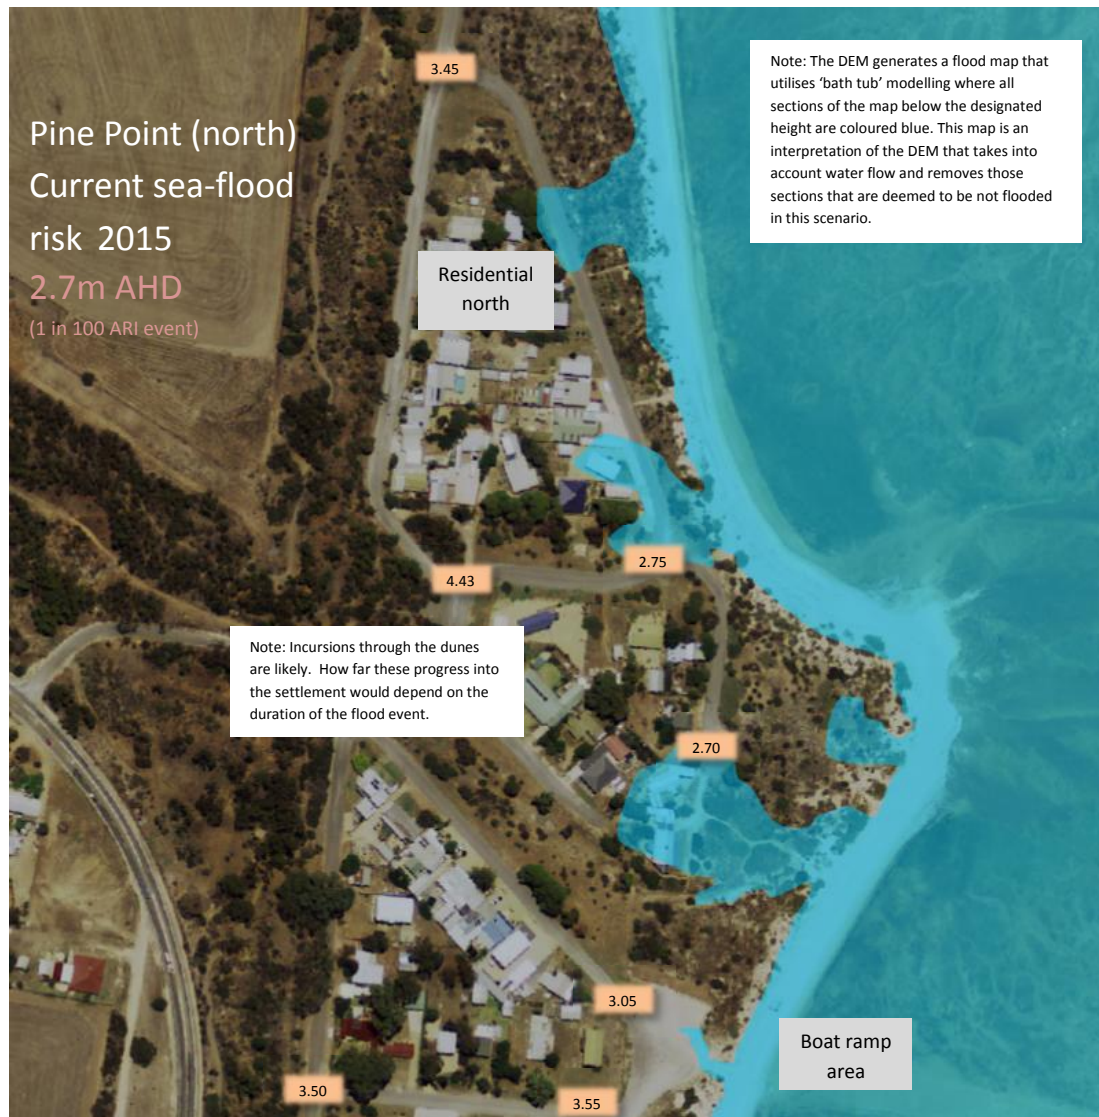 Pine Point (north)
Current sea-flood
risk 2015
2.7m AHD
(1 in 100 ARI event)
3.45
Note: The DEM generates a flood map that
utilises ‘bath tub’ modelling where all
sections of the map below the designated
height are coloured blue. This map is an
interpretation of the DEM that takes into
account water flow and removes those
sections that are deemed to be not flooded
in this scenario.
Residential
north
2.75
4.43
Note: Incursions through the dunes
are likely. How far these progress into
the settlement would depend on the
duration of the flood event.
2.70
3.05
Boat ramp
area
3.50
3.55